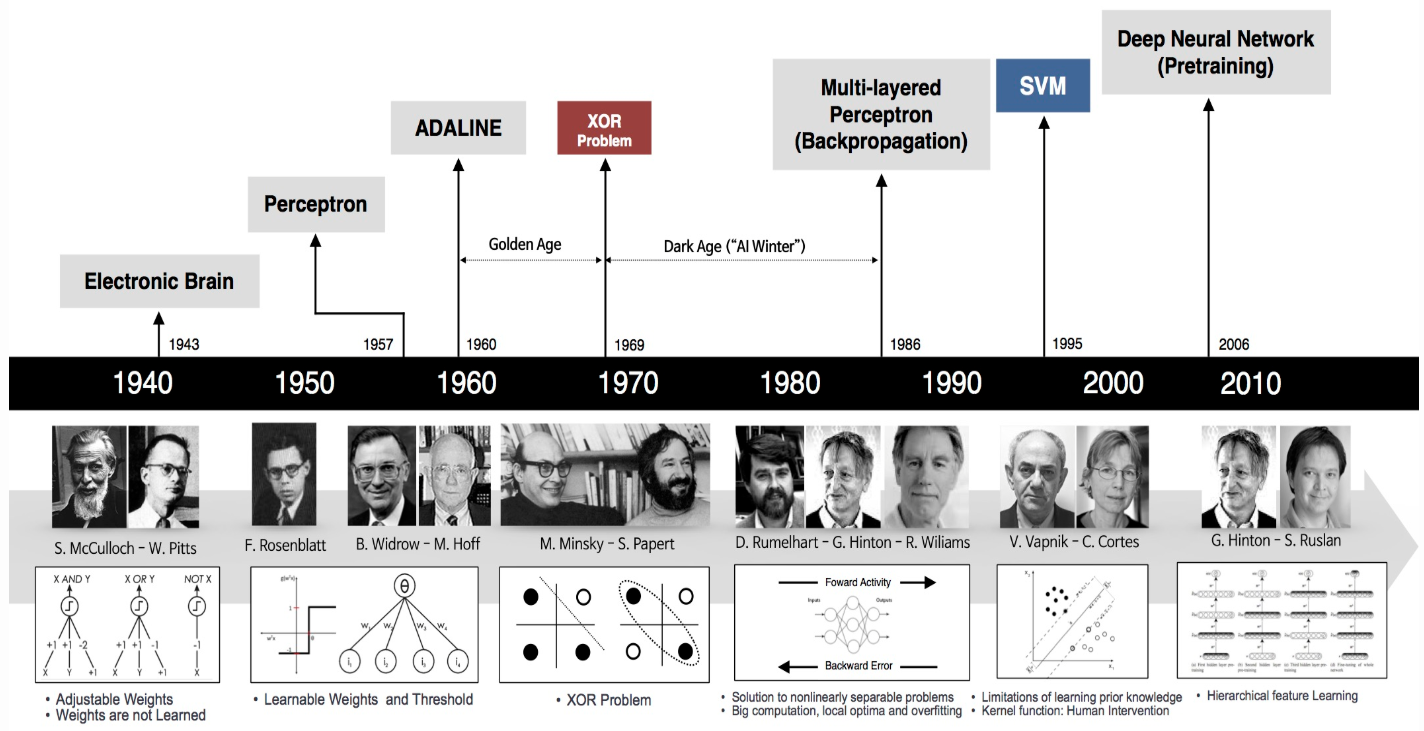 Deep Neural Network
(Pretraining)
Multi-layered
Perceptron
(Backpropagation)
SVM
ADALINE
XOR
Problem
Perceptron
Golden Age
Dark Age (“AI Winter”)
Electronic Brain
1943
1957
1960
1969
1986
1995
2006
1940
1950
1960
1970
1980
1990
2000
2010
S. McCulloch – W. Pitts
F. Rosenblatt
B. Widrow – M. Hoff
M. Minsky – S. Papert
D. Rumelhart – G. Hinton – R. Wiliams
V. Vapnik – C. Cortes
G. Hinton – S. Ruslan
X AND Y
X OR Y
NOT X
+1 +1 -2
+1 +1 -1
-1
X Y +1
X Y +1
X
1
-1
θ
i₁ i₂ i₃ i₄
Foward Activity
Inputs
Outputs
Backward Error
• Adjustable Weights
• Weights are not Learned
• Learnable Weights and Threshold
• XOR Problem
• Solution to nonlinearly separable problems
• Big computation, local optima and overfitting
• Limitations of learning prior knowledge
• Kernel function: Human Intervention
• Hierarchical feature Learning